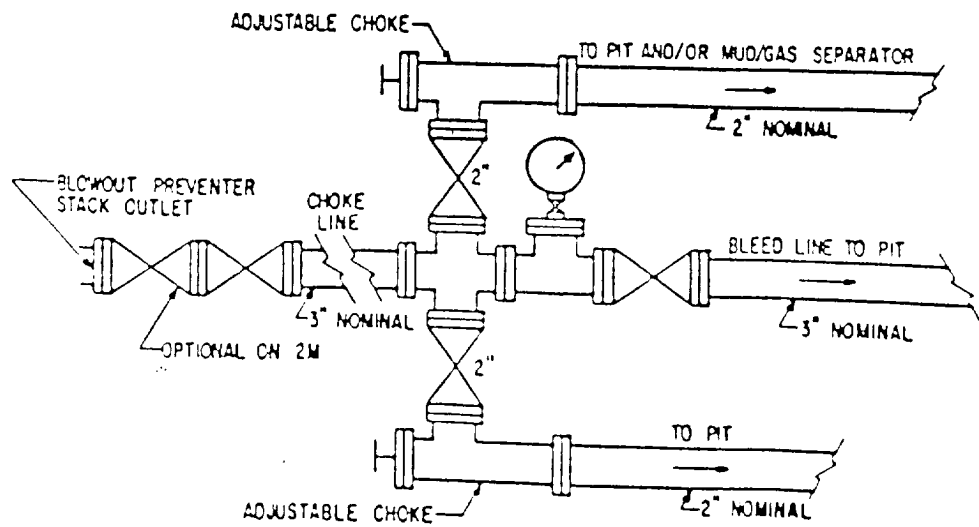 ADJUSTABLE CHOKE
TO PIT AND/OR MUD/GAS SEPARATOR
2" NOMINAL
2"
BLOWOUT PREVENTER
STACK OUTLET
CHOKE
LINE
BLEED LINE TO PIT
3" NOMINAL
3" NOMINAL
OPTIONAL ON 2M
2"
TO PIT
ADJUSTABLE CHOKE
2" NOMINAL